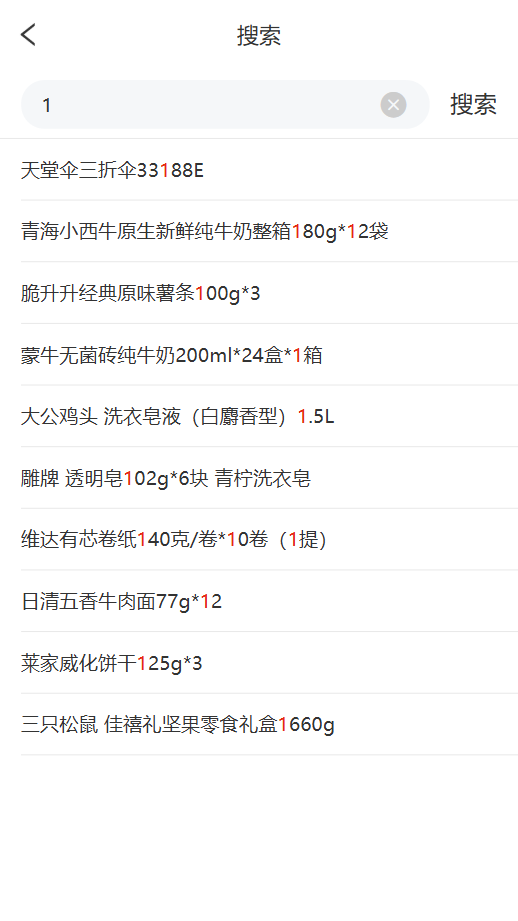 搜索
1
搜索
天堂伞三折伞33188E
青海小西牛原生新鲜纯牛奶整箱180g*12袋
脆升升经典原味薯条100g*3
蒙牛无菌砖纯牛奶200ml*24盒*1箱
大公鸡头 洗衣皂液（白麝香型）1.5L
雕牌 透明皂102g*6块 青柠洗衣皂
维达有芯卷纸140克/卷*10卷（1提）
日清五香牛肉面77g*12
莱家威化饼干125g*3
三只松鼠 佳禧礼坚果零食礼盒1660g